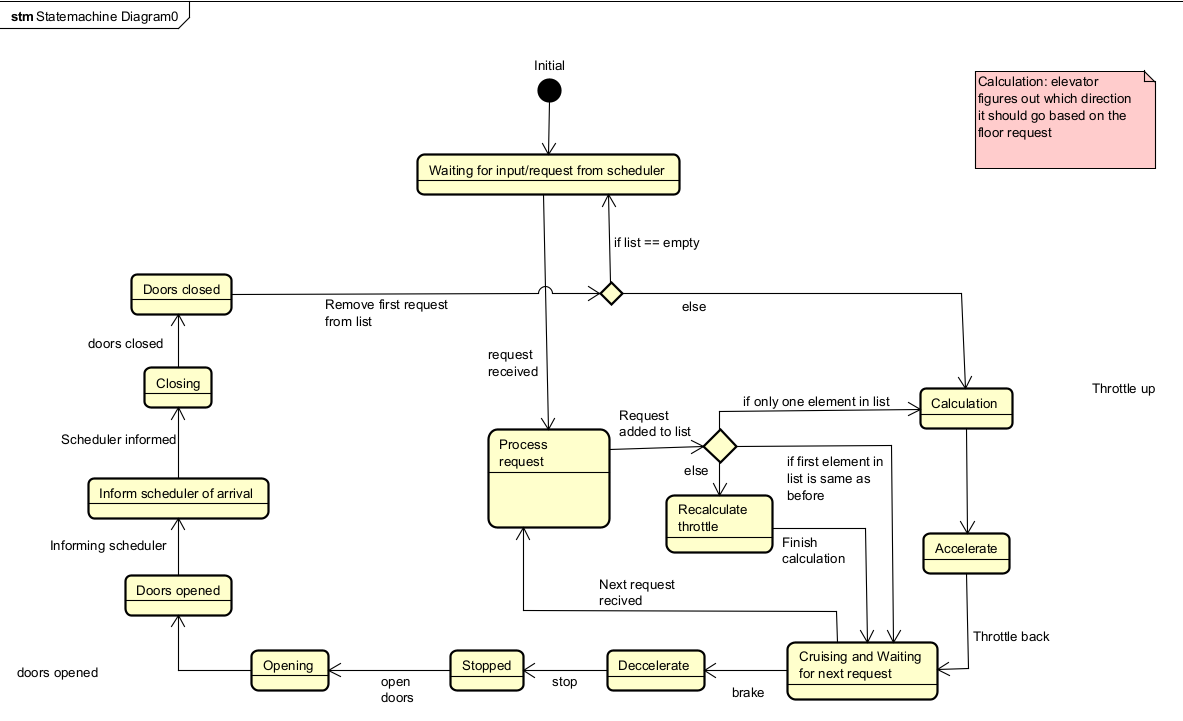 stm Statemachine Diagram0
Initial
Calculation: elevator
figures out which direction
it should go based on the
floor request
Waiting for input/request from scheduler
if list == empty
Doors closed
Remove first request
from list
else
doors closed
request
received
Closing
Throttle up
if only one element in list
Calculation
Request
added to list
Scheduler informed
Process
request
else
if first element in
list is same as
before
Inform scheduler of arrival
Recalculate
throttle
Informing scheduler
Finish
calculation
Accelerate
Doors opened
Next request
recived
Throttle back
doors opened
Opening
open
doors
Stopped
stop
Deccelerate
brake
Cruising and Waiting
for next request